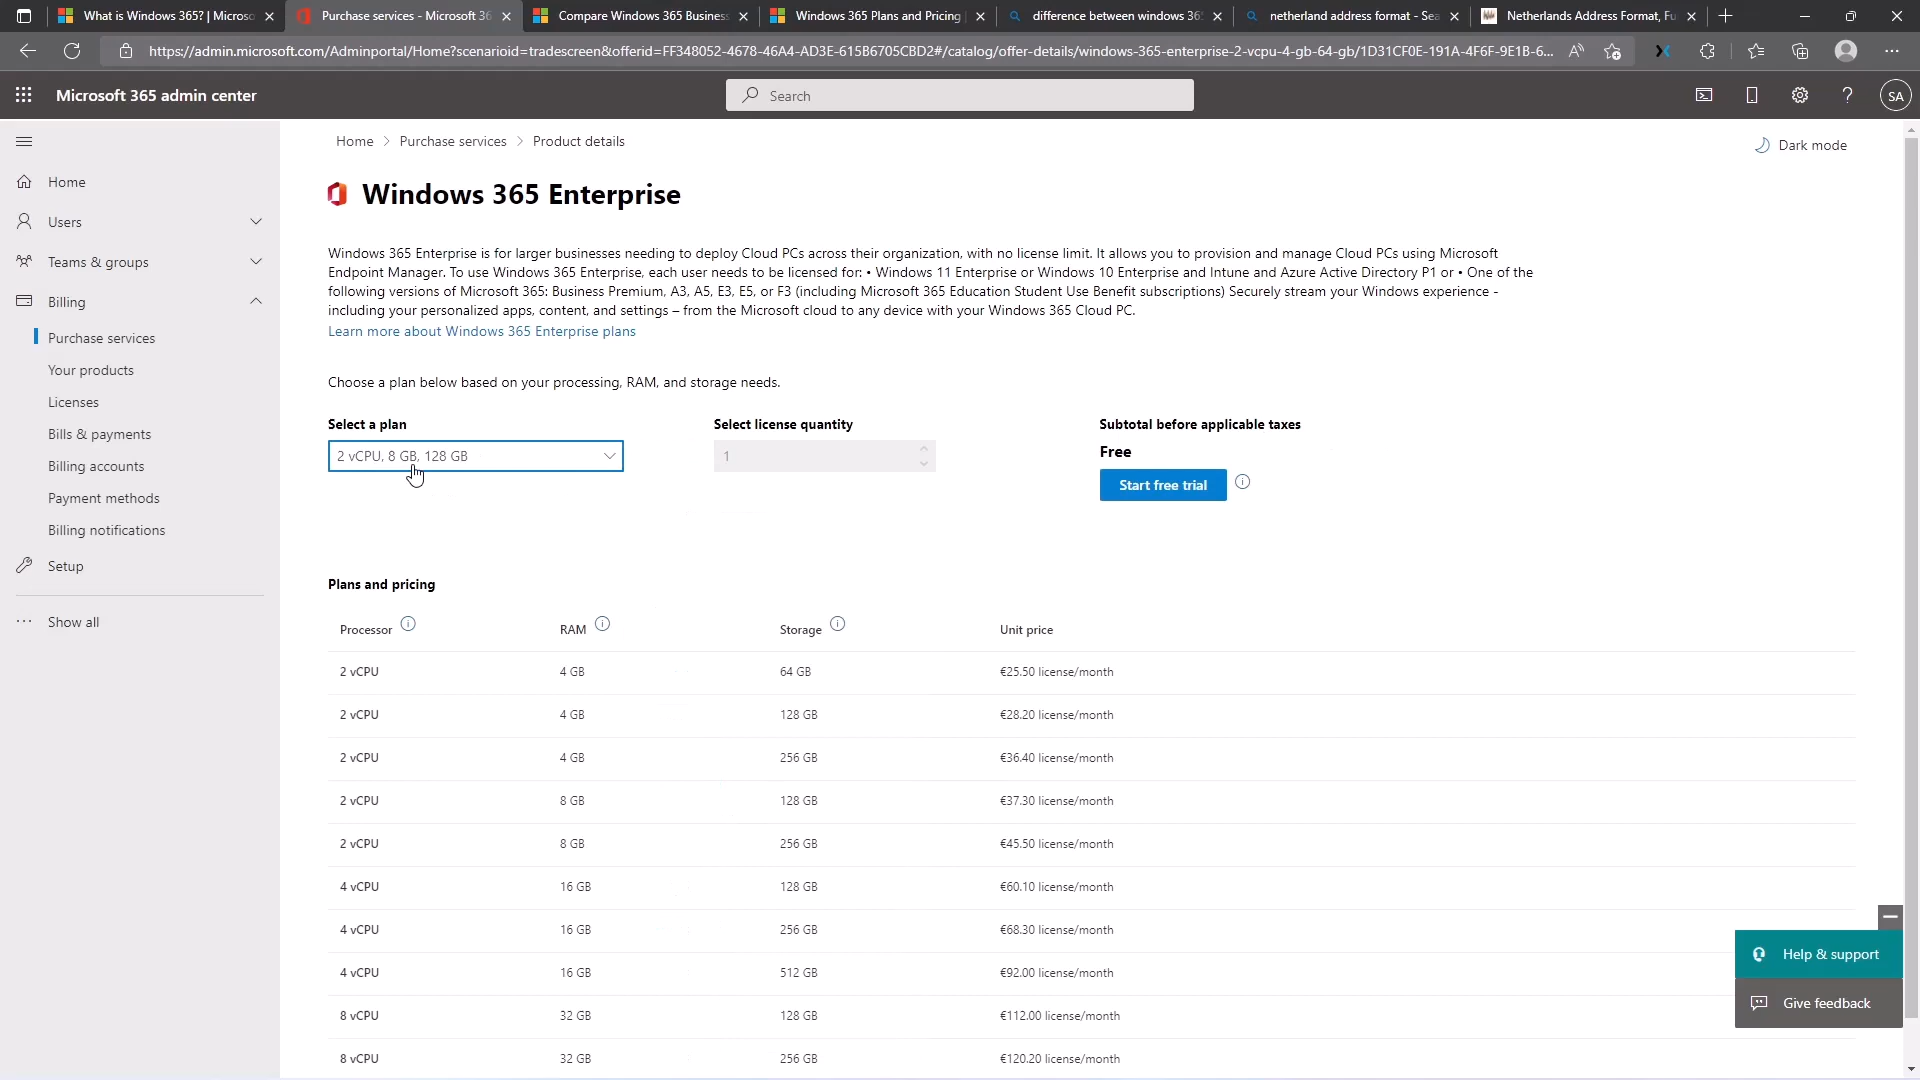 What is Windows 365? | Microso
Purchase services - Microsoft 36
Compare Windows 365 Business
Windows 365 Plans and Pricing
difference between windows 36
netherland address format - Sea
Netherlands Address Format, Fu
https://admin.microsoft.com/Adminportal/Home?scenarioid=tradescreen&offerid=FF348052-4678-46A4-AD3E-615B6705CBD2#/catalog/offer-details/windows-365-enterprise-2-vcpu-4-gb-64-gb/1D31CF0E-191A-4F6F-9E1B-6...
Microsoft 365 admin center
Search
SA
Home > Purchase services > Product details
Dark mode
Home
Users
Teams & groups
Billing
Purchase services
Your products
Licenses
Bills & payments
Billing accounts
Payment methods
Billing notifications
Setup
Show all
Windows 365 Enterprise
Windows 365 Enterprise is for larger businesses needing to deploy Cloud PCs across their organization, with no license limit. It allows you to provision and manage Cloud PCs using Microsoft
Endpoint Manager. To use Windows 365 Enterprise, each user needs to be licensed for: • Windows 11 Enterprise or Windows 10 Enterprise and Intune and Azure Active Directory P1 or • One of the
following versions of Microsoft 365: Business Premium, A3, A5, E3, E5, or F3 (including Microsoft 365 Education Student Use Benefit subscriptions) Securely stream your Windows experience -
including your personalized apps, content, and settings – from the Microsoft cloud to any device with your Windows 365 Cloud PC.
Learn more about Windows 365 Enterprise plans
Choose a plan below based on your processing, RAM, and storage needs.
Select a plan Select license quantity Subtotal before applicable taxes
2 vCPU, 8 GB, 128 GB 1 Free
Start free trial
Plans and pricing
Processor RAM Storage Unit price
2 vCPU 4 GB 64 GB €25.50 license/month
2 vCPU 4 GB 128 GB €28.20 license/month
2 vCPU 4 GB 256 GB €36.40 license/month
2 vCPU 8 GB 128 GB €37.30 license/month
2 vCPU 8 GB 256 GB €45.50 license/month
4 vCPU 16 GB 128 GB €60.10 license/month
4 vCPU 16 GB 256 GB €68.30 license/month
4 vCPU 16 GB 512 GB €92.00 license/month
8 vCPU 32 GB 128 GB €112.00 license/month
8 vCPU 32 GB 256 GB €120.20 license/month
Help & support
Give feedback